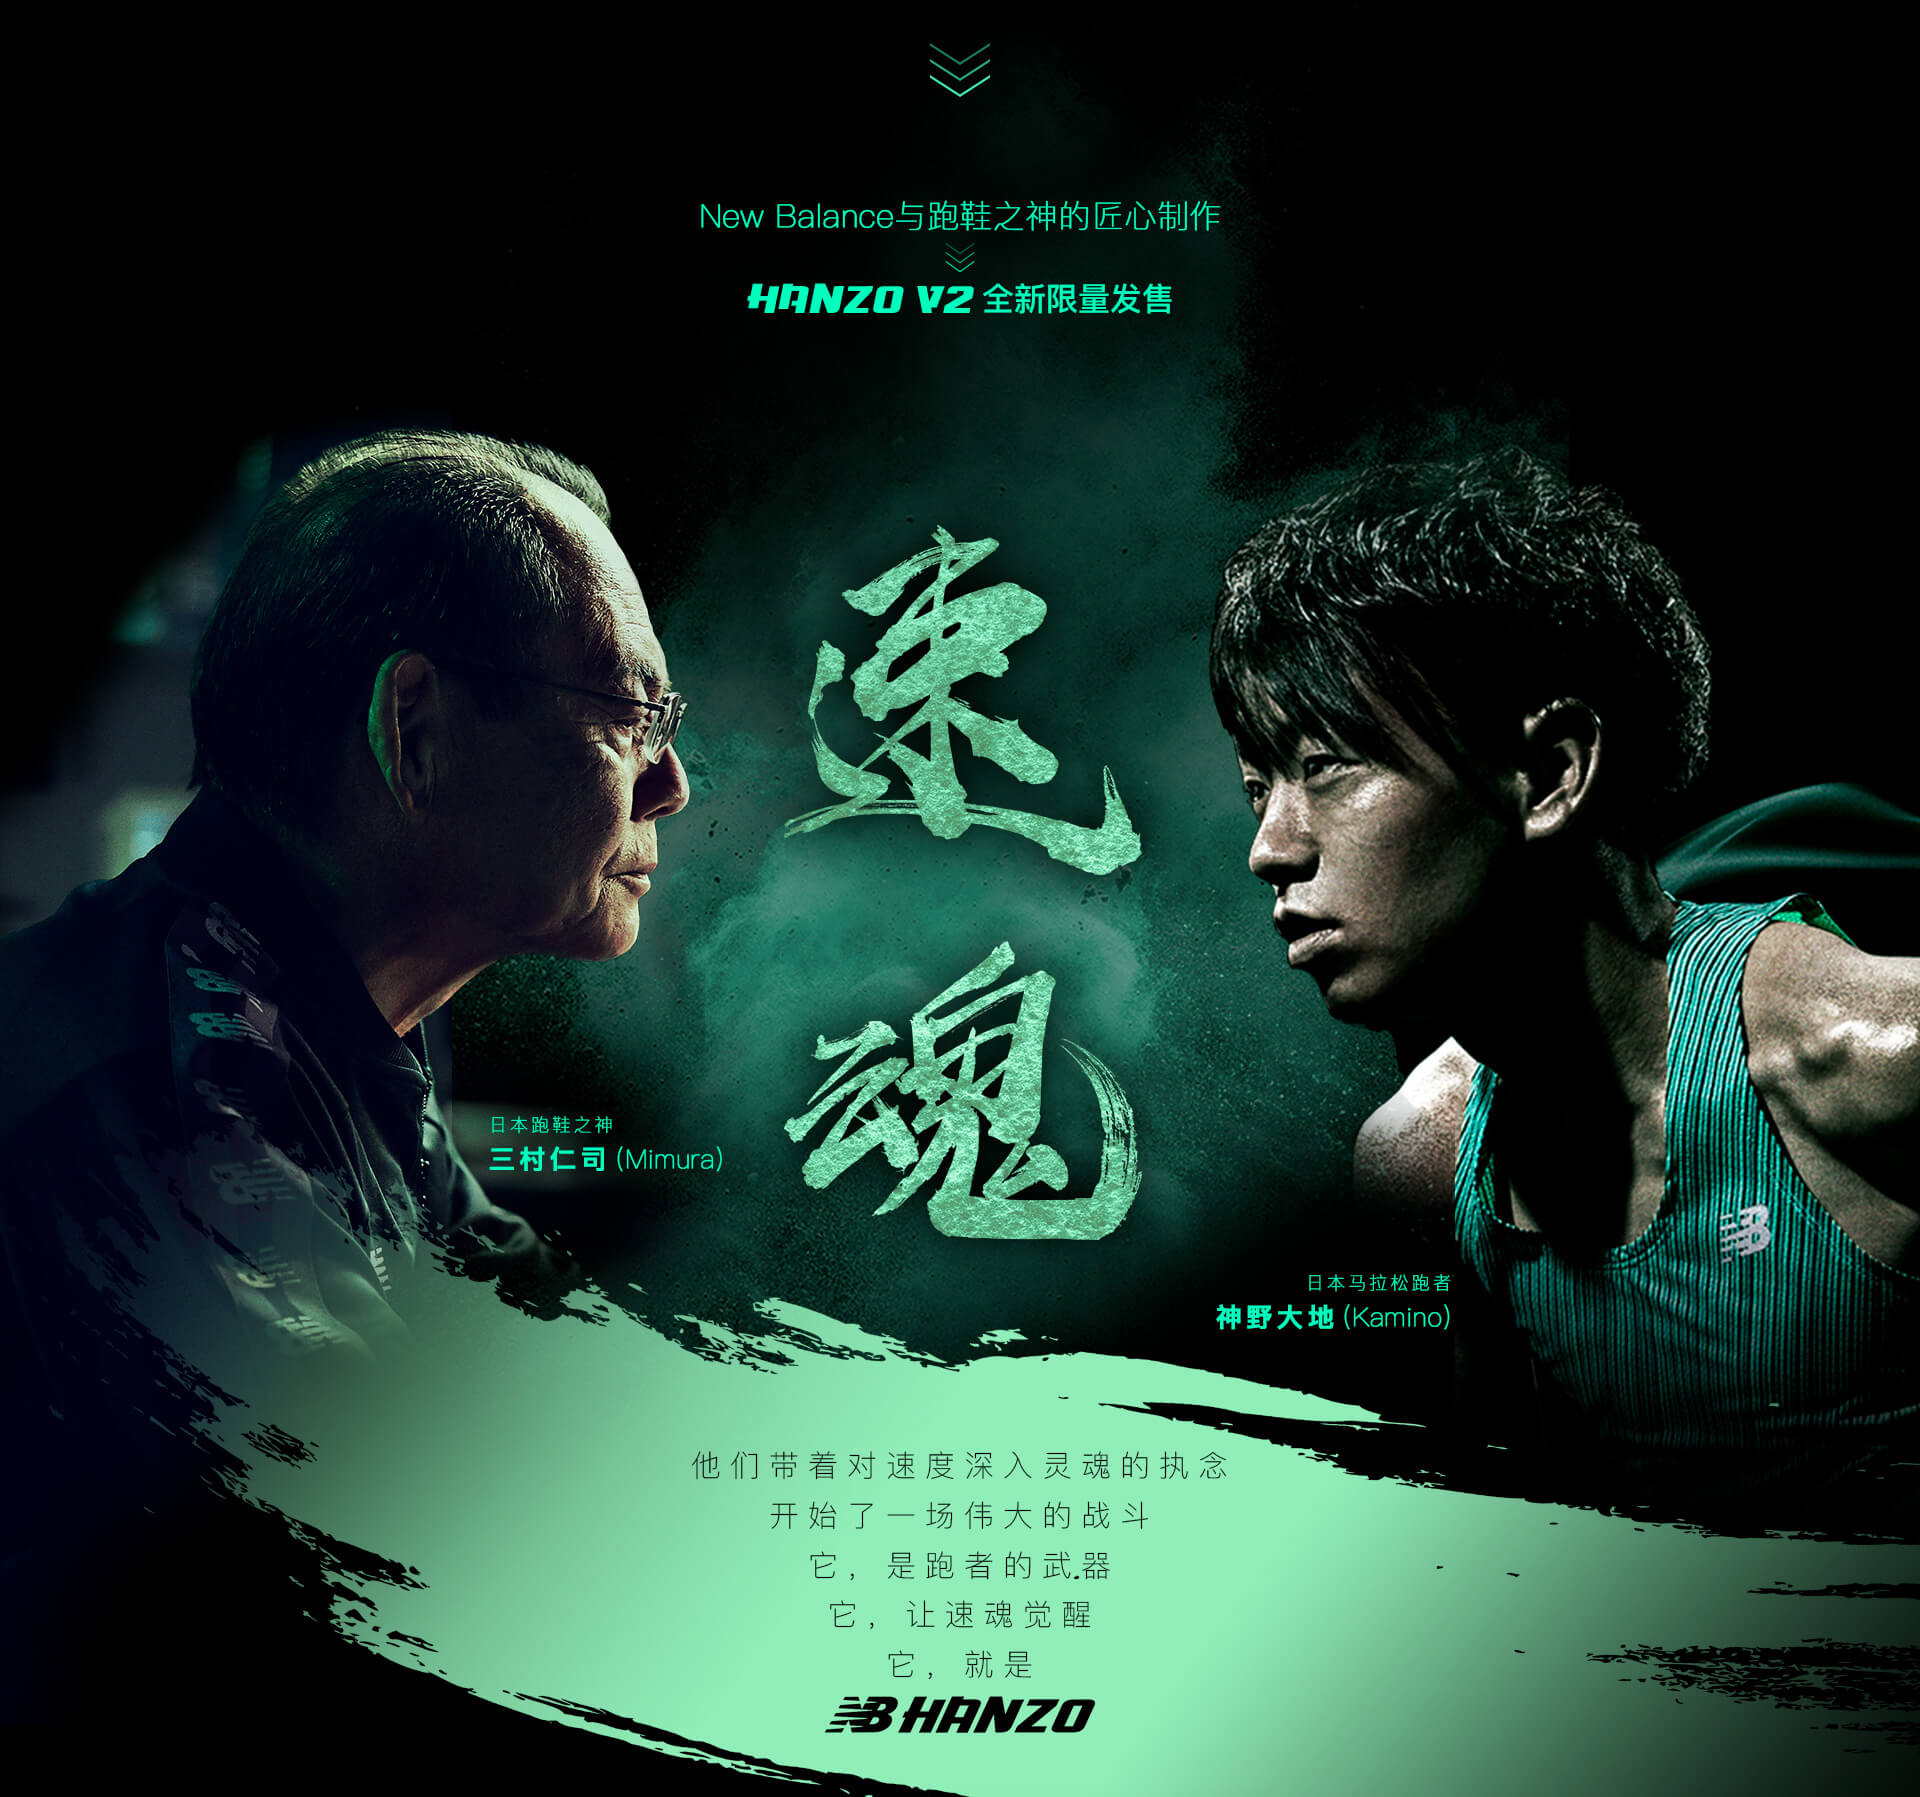 New Balance与跑鞋之神的匠心制作
HANZO V2 全新限量发售
速
魂
日本跑鞋之神
三村仁司 (Mimura)
日本马拉松跑者
神野大地 (Kamino)
他们带着对速度深入灵魂的执念
开始了一场伟大的战斗
它，是跑者的武器
它，让速魂觉醒
它，就是
NB HANZO